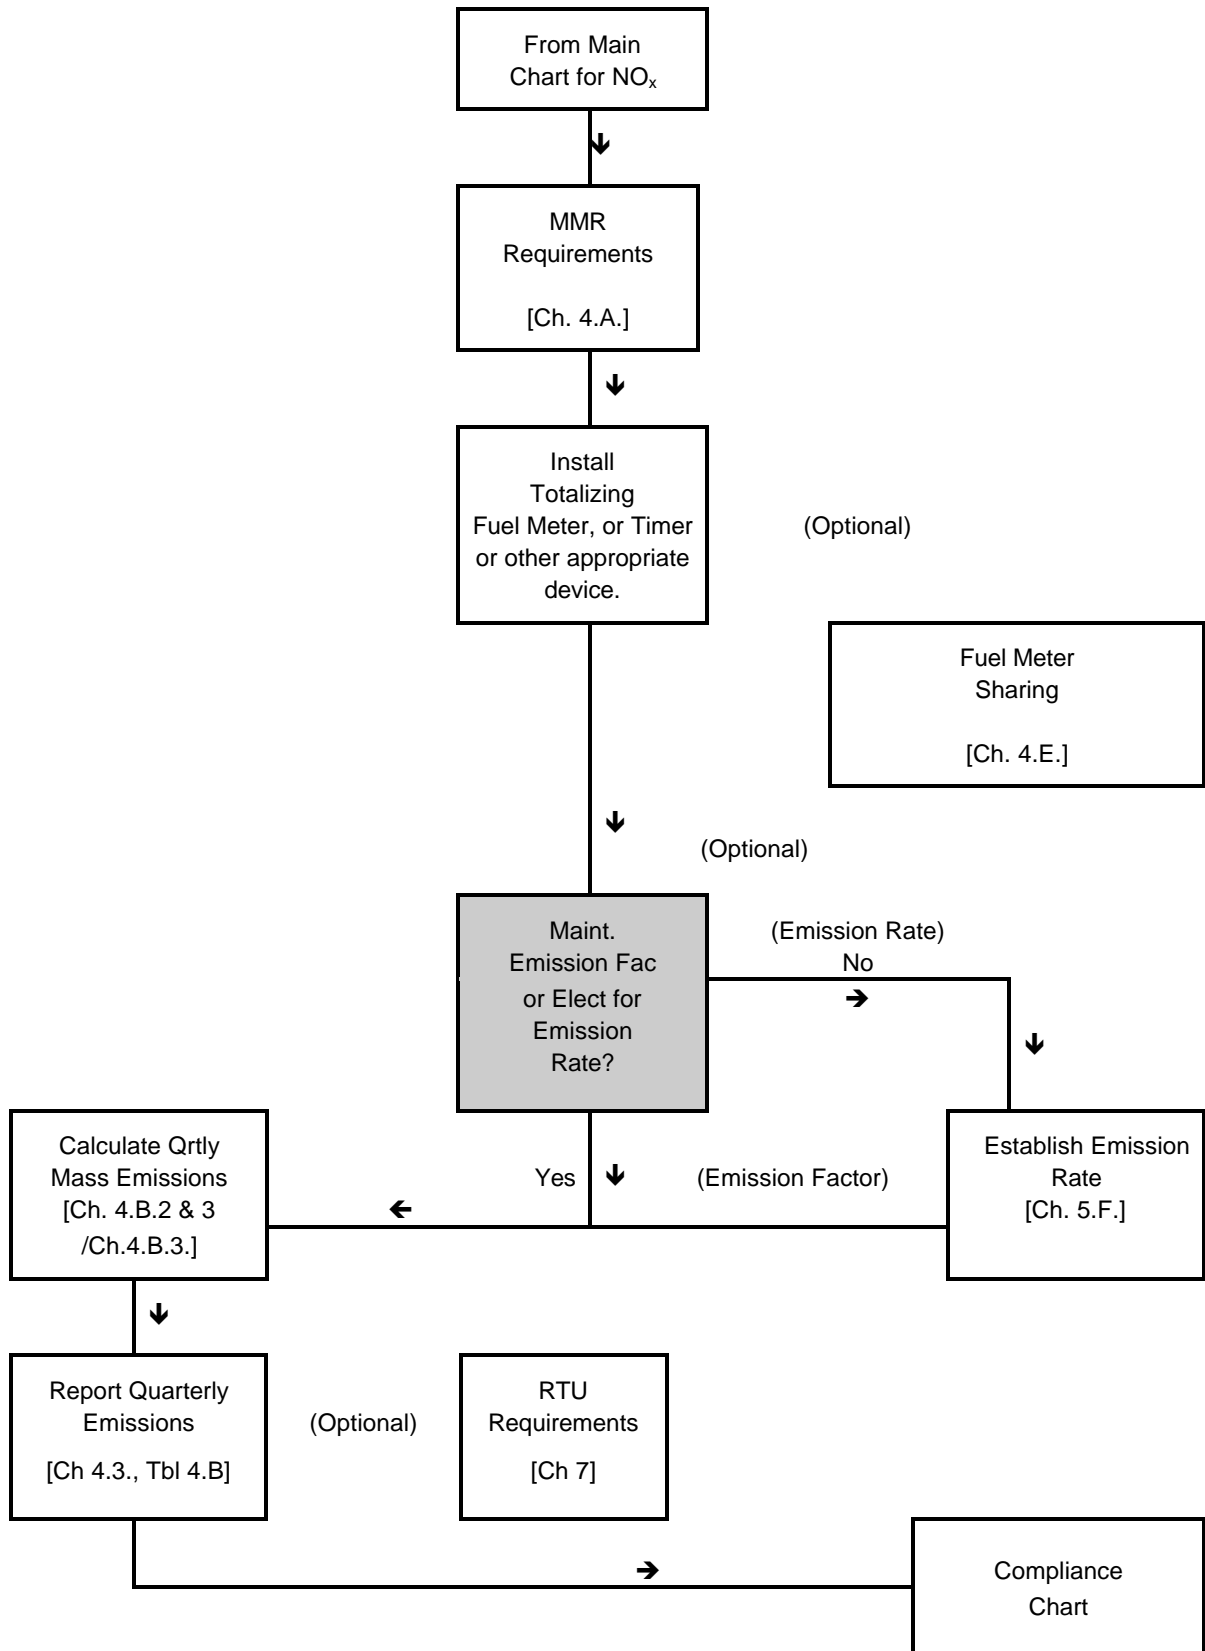 From Main
Chart for NOx
MMR
Requirements
[Ch. 4.A.]
Install
Totalizing
Fuel Meter, or Timer
or other appropriate
device.
(Optional)
Fuel Meter
Sharing
[Ch. 4.E.]
(Optional)
Maint.
Emission Fac
or Elect for
Emission
Rate?
(Emission Rate)
No
Calculate Qrtly
Mass Emissions
[Ch. 4.B.2 & 3
/Ch.4.B.3.]
Yes
(Emission Factor)
Establish Emission
Rate
[Ch. 5.F.]
Report Quarterly
Emissions
[Ch 4.3., Tbl 4.B]
(Optional)
RTU
Requirements
[Ch 7]
Compliance
Chart